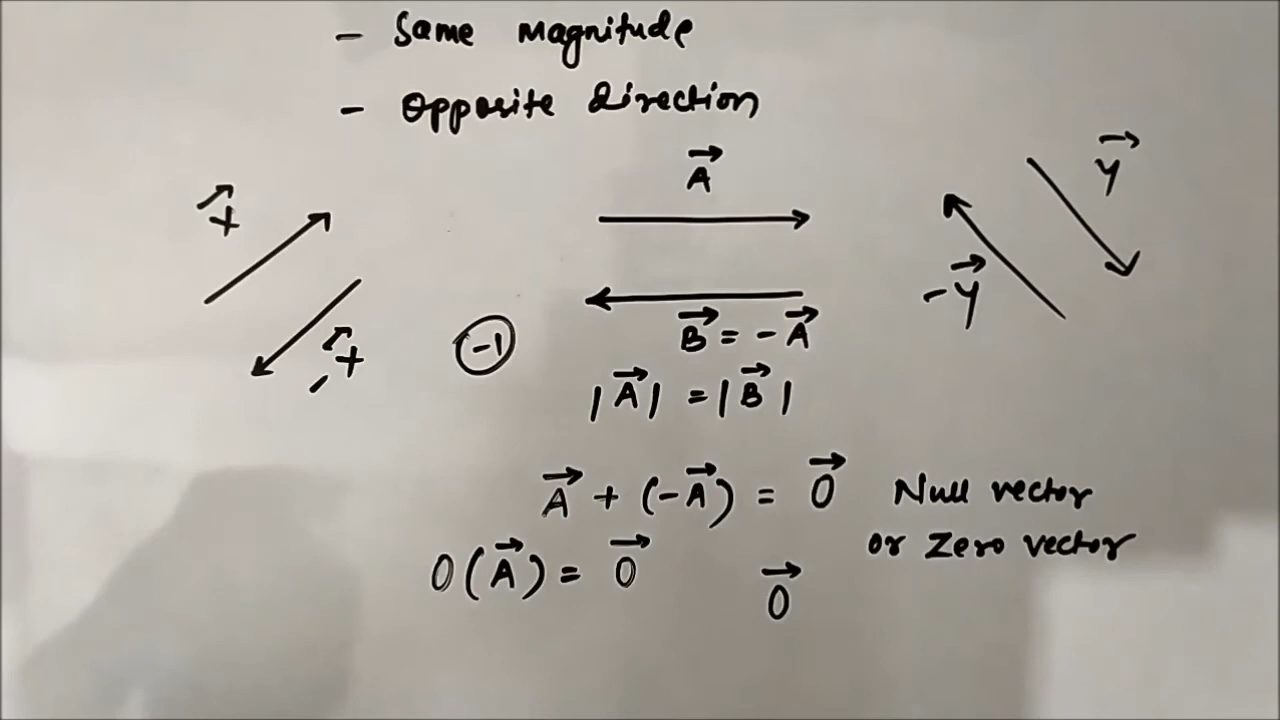 - Same magnitude
- Opposite direction
→A
→Y
→x
-→Y
-→x
-1
→B = -→A
|→A| = |→B|
→A + (-→A) = →0 Null vector
or Zero vector
0(→A) = →0
→0